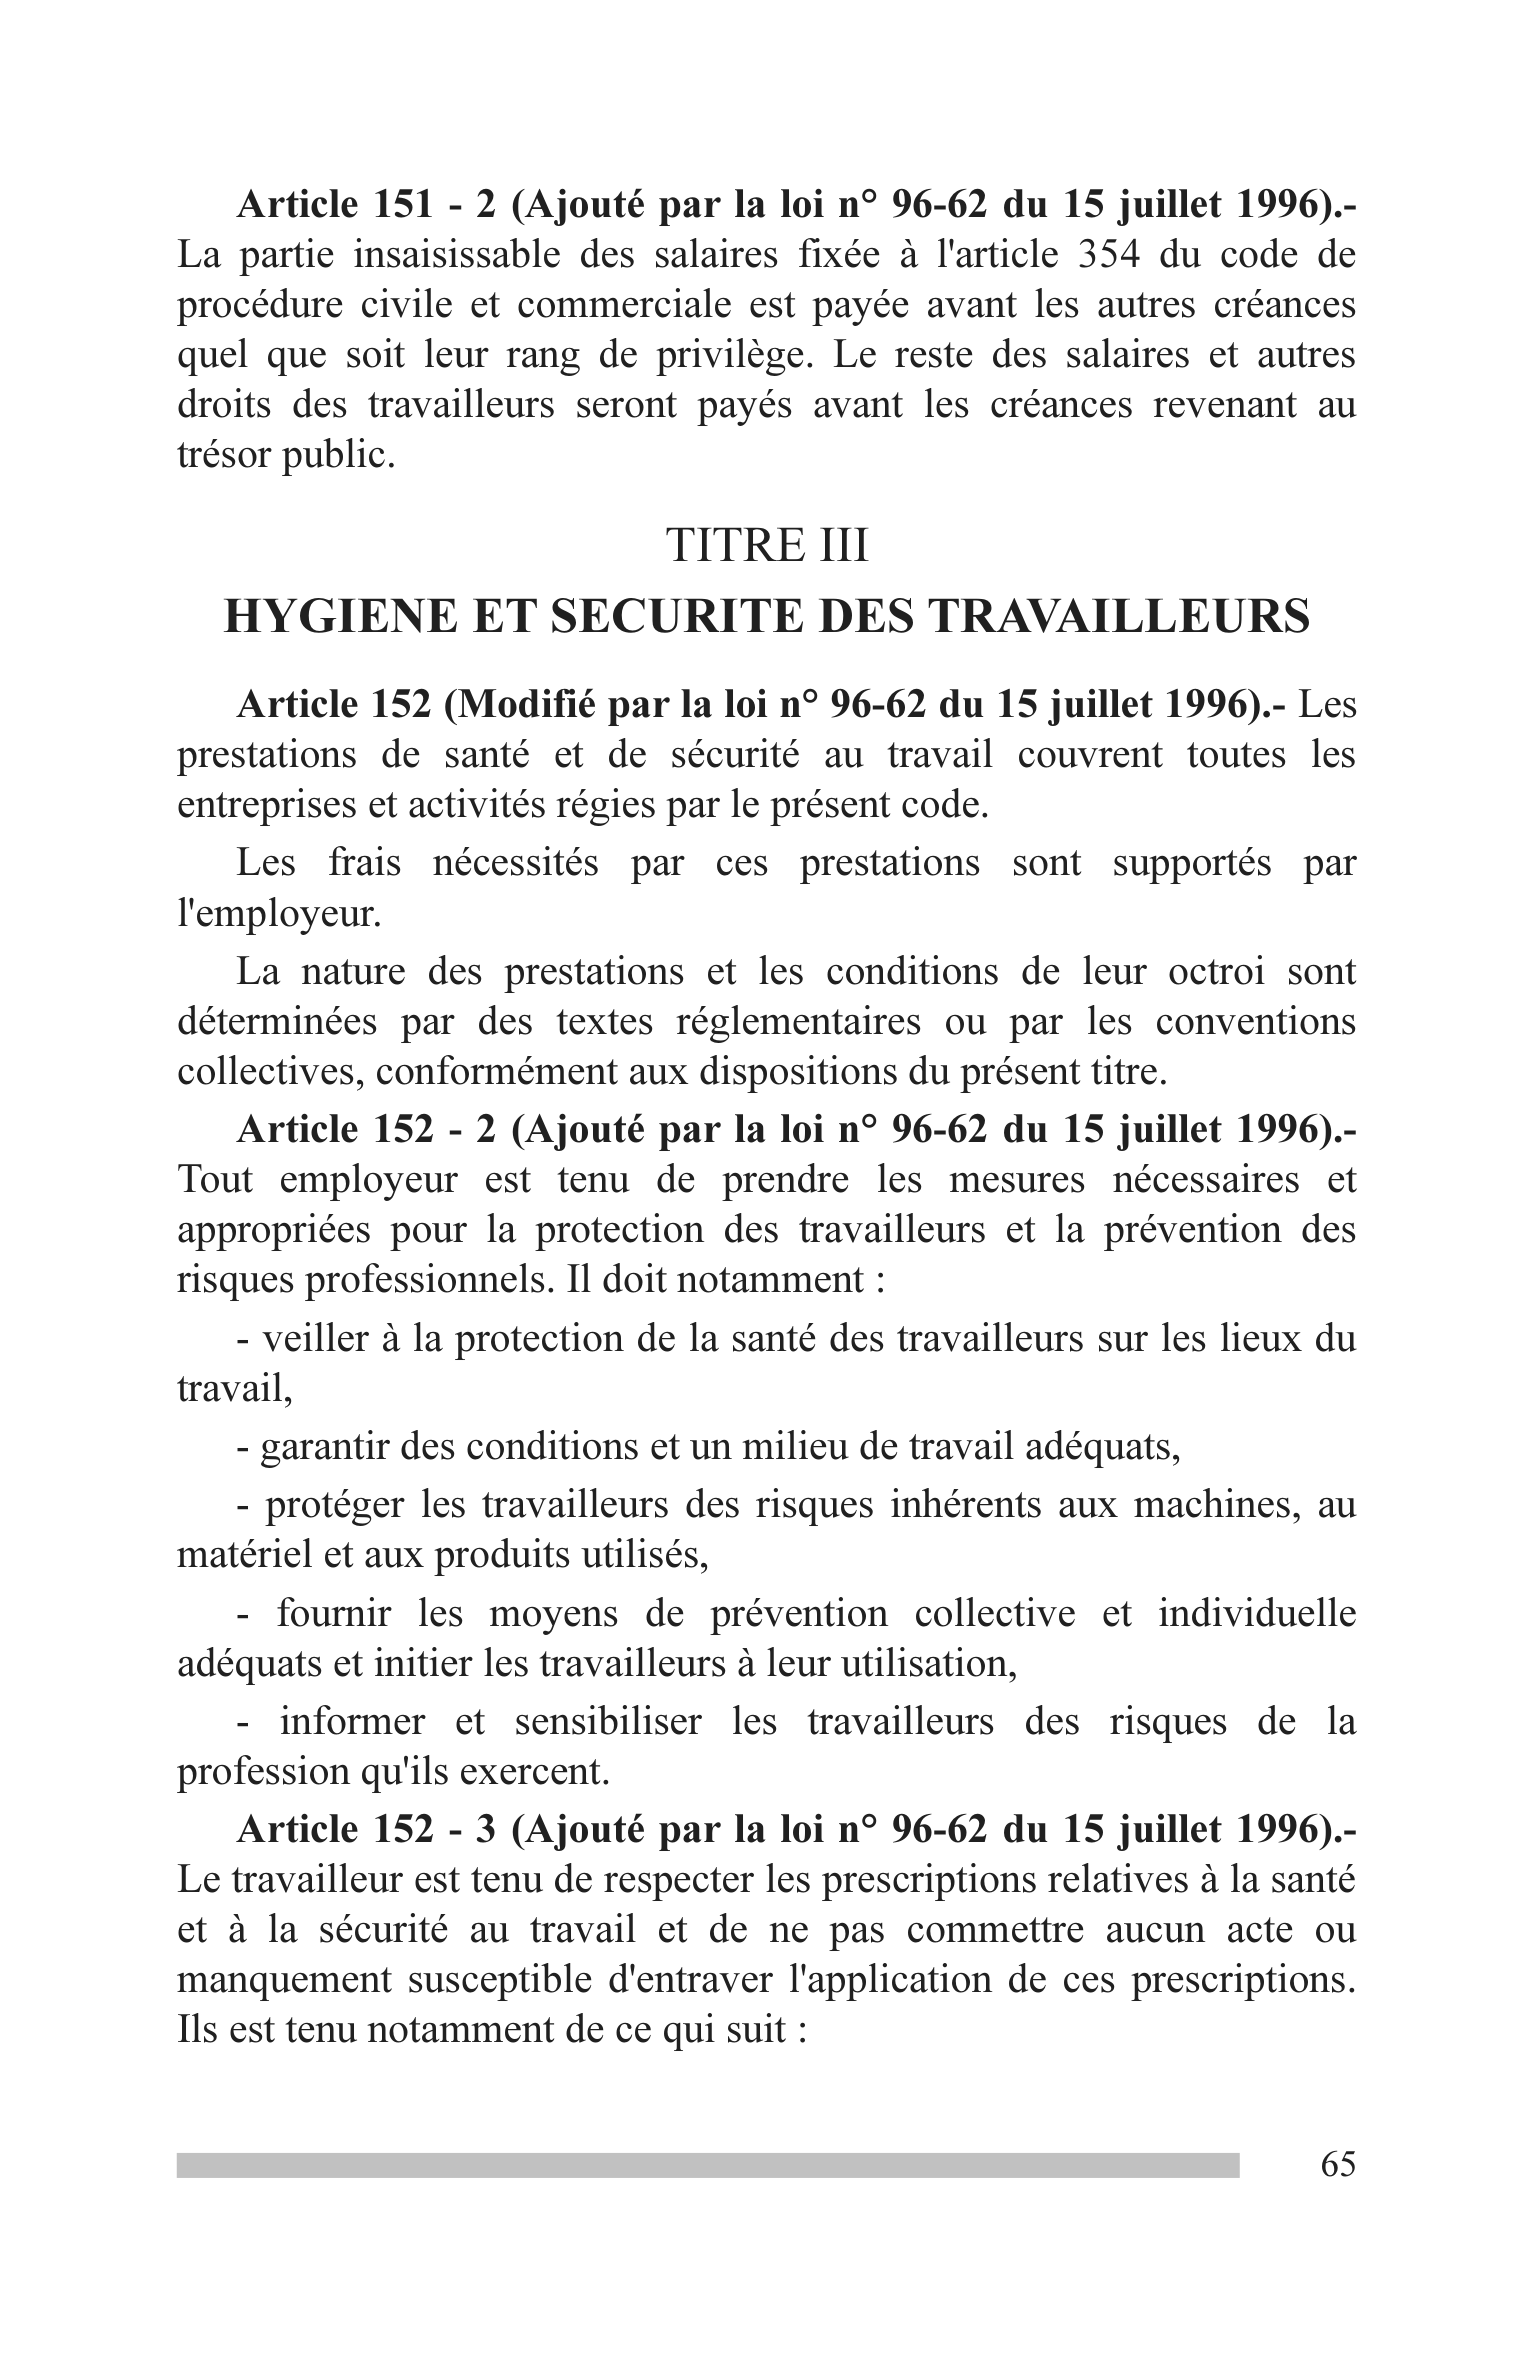 Article 151 - 2 (Ajouté par la loi n° 96-62 du 15 juillet 1996).-
La partie insaisissable des salaires fixée à l'article 354 du code de
procédure civile et commerciale est payée avant les autres créances
quel que soit leur rang de privilège. Le reste des salaires et autres
droits des travailleurs seront payés avant les créances revenant au
trésor public.
TITRE III
HYGIENE ET SECURITE DES TRAVAILLEURS
Article 152 (Modifié par la loi n° 96-62 du 15 juillet 1996).- Les
prestations de santé et de sécurité au travail couvrent toutes les
entreprises et activités régies par le présent code.
Les frais nécessités par ces prestations sont supportés par
l'employeur.
La nature des prestations et les conditions de leur octroi sont
déterminées par des textes réglementaires ou par les conventions
collectives, conformément aux dispositions du présent titre.
Article 152 - 2 (Ajouté par la loi n° 96-62 du 15 juillet 1996).-
Tout employeur est tenu de prendre les mesures nécessaires et
appropriées pour la protection des travailleurs et la prévention des
risques professionnels. Il doit notamment :
- veiller à la protection de la santé des travailleurs sur les lieux du
travail,
- garantir des conditions et un milieu de travail adéquats,
- protéger les travailleurs des risques inhérents aux machines, au
matériel et aux produits utilisés,
- fournir les moyens de prévention collective et individuelle
adéquats et initier les travailleurs à leur utilisation,
- informer et sensibiliser les travailleurs des risques de la
profession qu'ils exercent.
Article 152 - 3 (Ajouté par la loi n° 96-62 du 15 juillet 1996).-
Le travailleur est tenu de respecter les prescriptions relatives à la santé
et à la sécurité au travail et de ne pas commettre aucun acte ou
manquement susceptible d'entraver l'application de ces prescriptions.
Ils est tenu notamment de ce qui suit :
65